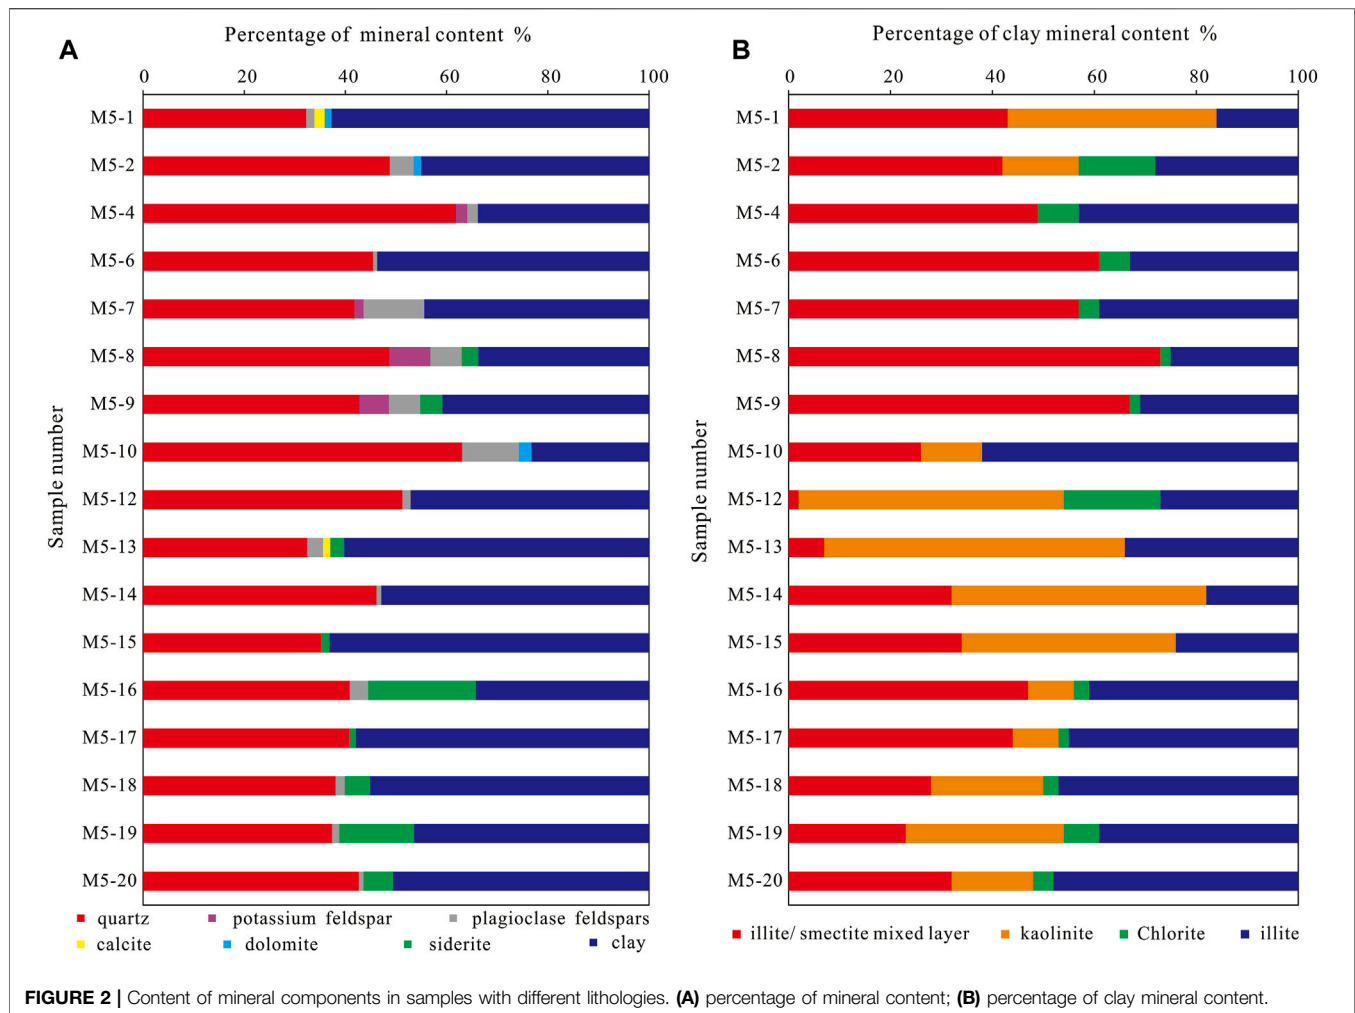 A
Percentage of mineral content %
0 20 40 60 80 100
Sample number
M5-1
M5-2
M5-4
M5-6
M5-7
M5-8
M5-9
M5-10
M5-12
M5-13
M5-14
M5-15
M5-16
M5-17
M5-18
M5-19
M5-20
quartz potassium feldspar plagioclase feldspars
calcite dolomite siderite clay
B
Percentage of clay mineral content %
0 20 40 60 80 100
Sample number
M5-1
M5-2
M5-4
M5-6
M5-7
M5-8
M5-9
M5-10
M5-12
M5-13
M5-14
M5-15
M5-16
M5-17
M5-18
M5-19
M5-20
illite/ smectite mixed layer kaolinite Chlorite illite
FIGURE 2 | Content of mineral components in samples with different lithologies. (A) percentage of mineral content; (B) percentage of clay mineral content.